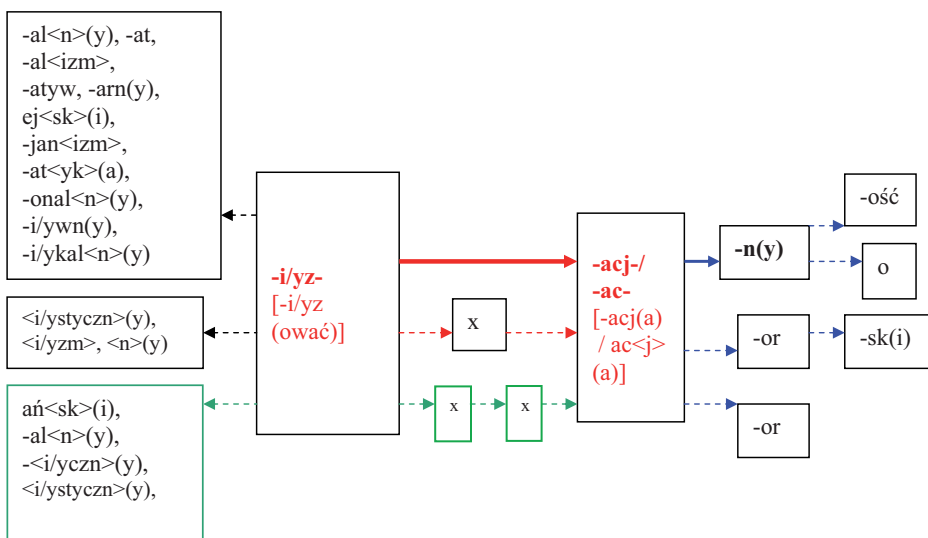 -al<n>(y), -at,
-al<izm>,
-atyw, -arn(y),
ej<sk>(i),
-jan<izm>,
-at<yk>(a),
-onal<n>(y),
-i/ywn(y),
-i/ykal<n>(y)
<i/ystyczn>(y),
<i/yzm>, <n>(y)
ań<sk>(i),
-al<n>(y),
-<i/yczn>(y),
<i/ystyczn>(y),
-i/yz-
[-i/yz
(ować)]
x
x
x
-acj-/
-ac-
[-acj(a)
/ ac<j>
(a)]
-n(y)
-ość
o
-or
-sk(i)
-or